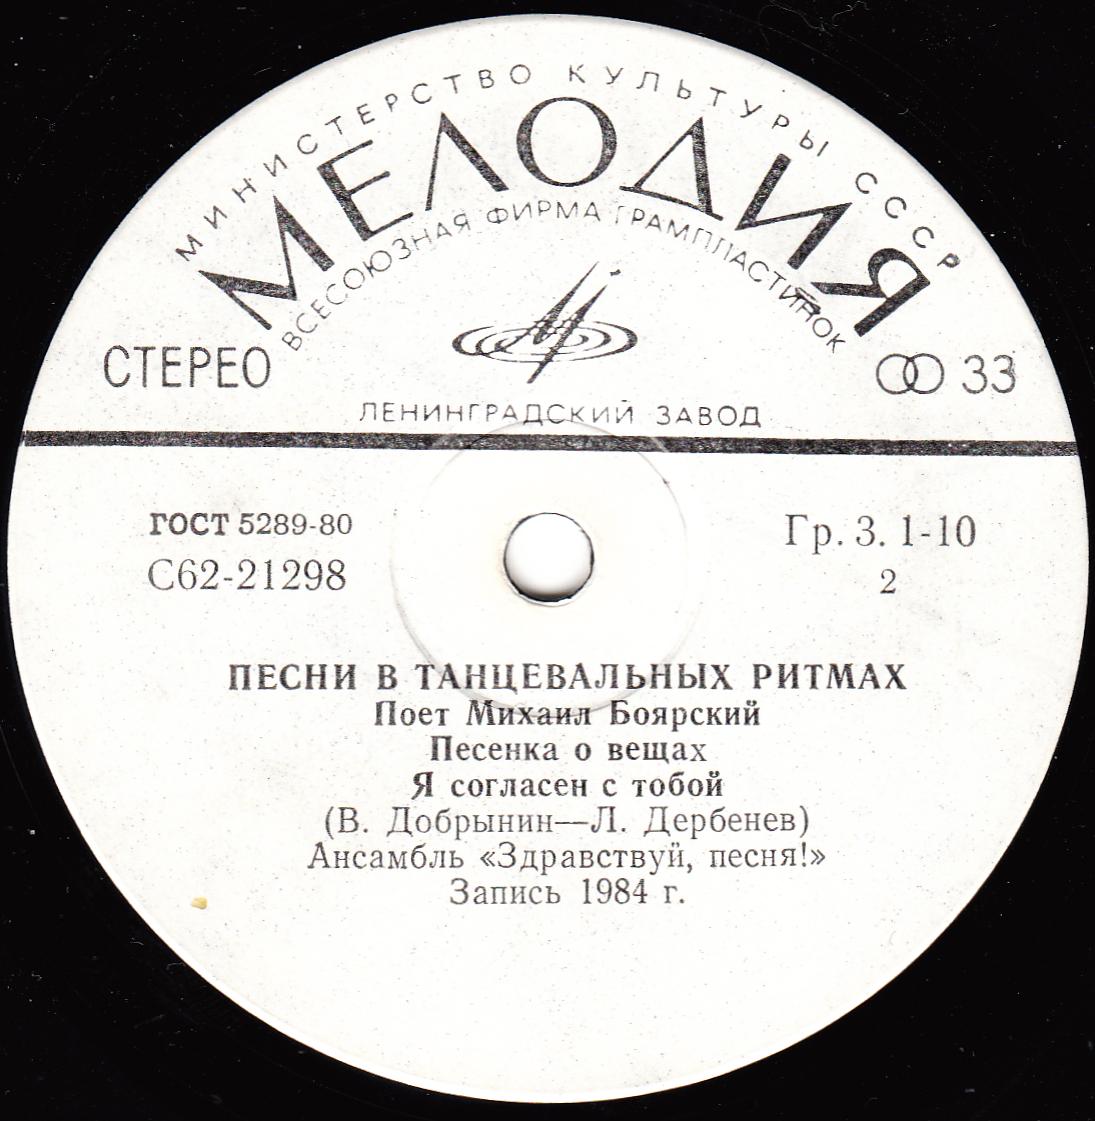 МИНИСТЕРСТВО КУЛЬТУРЫ СССР
МЕЛОДИЯ
ВСЕСОЮЗНАЯ ФИРМА ГРАМПЛАСТИНОК
СТЕРЕО
33
ЛЕНИНГРАДСКИЙ ЗАВОД
ГОСТ 5289-80
Гр. 3. 1-10
С62-21298
2
ПЕСНИ В ТАНЦЕВАЛЬНЫХ РИТМАХ
Поет Михаил Боярский
Песенка о вещах
Я согласен с тобой
(В. Добрынин—Л. Дербенев)
Ансамбль «Здравствуй, песня!»
Запись 1984 г.